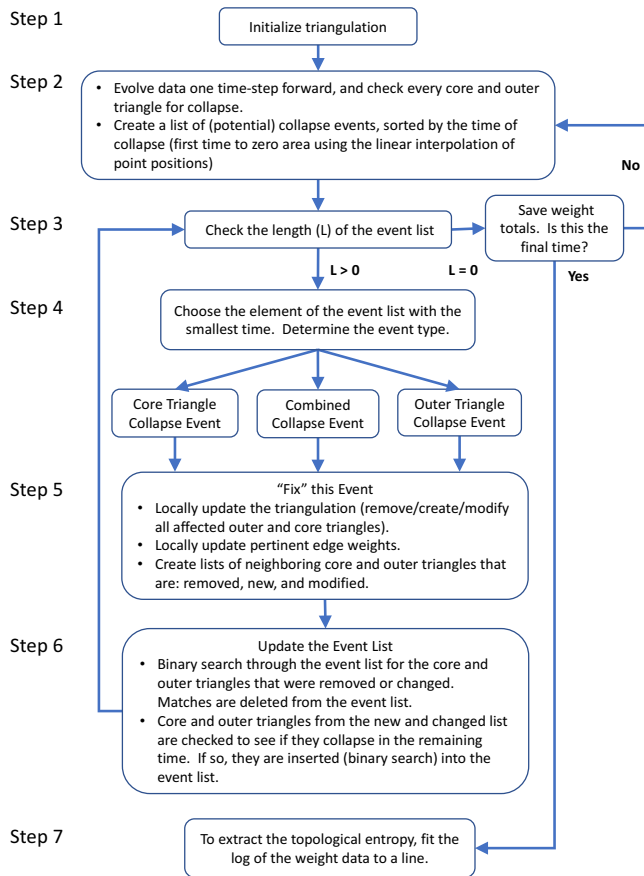 Step 1
Initialize triangulation
Step 2
• Evolve data one time-step forward, and check every core and outer
triangle for collapse.
• Create a list of (potential) collapse events, sorted by the time of
collapse (first time to zero area using the linear interpolation of
point positions)
No
Step 3
Check the length (L) of the event list
Save weight
totals.  Is this the
final time?
L > 0
L = 0
Yes
Step 4
Choose the element of the event list with the
smallest time.  Determine the event type.
Core Triangle
Collapse Event
Combined
Collapse Event
Outer Triangle
Collapse Event
Step 5
“Fix” this Event
• Locally update the triangulation (remove/create/modify
all affected outer and core triangles).
• Locally update pertinent edge weights.
• Create lists of neighboring core and outer triangles that
are: removed, new, and modified.
Step 6
Update the Event List
• Binary search through the event list for the core and
outer triangles that were removed or changed.
Matches are deleted from the event list.
• Core and outer triangles from the new and changed list
are checked to see if they collapse in the remaining
time.  If so, they are inserted (binary search) into the
event list.
Step 7
To extract the topological entropy, fit the
log of the weight data to a line.